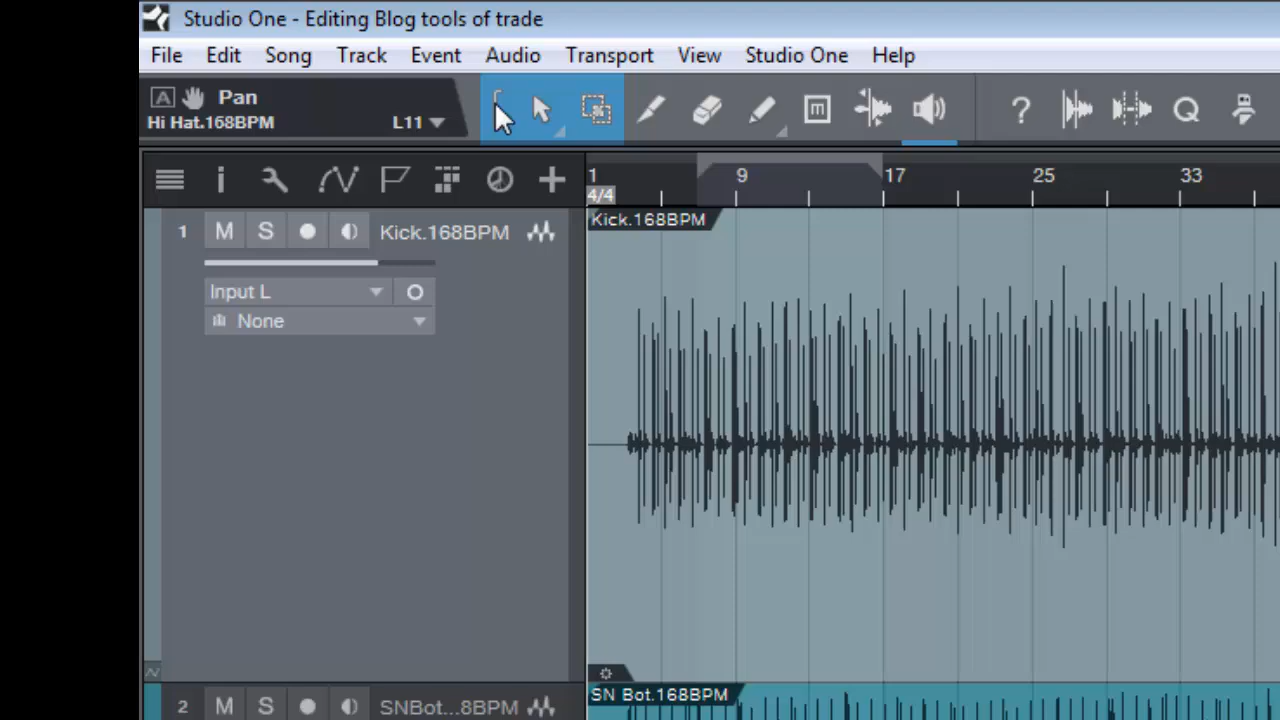 Studio One - Editing Blog tools of trade
File Edit Song Track Event Audio Transport View Studio One Help
A Pan
Hi Hat.168BPM L11
M ? Q
i 1 9 17 25 33
4/4
1 M S Kick.168BPM Kick.168BPM
Input L
None
2 M S SNBot...8BPM SN Bot.168BPM